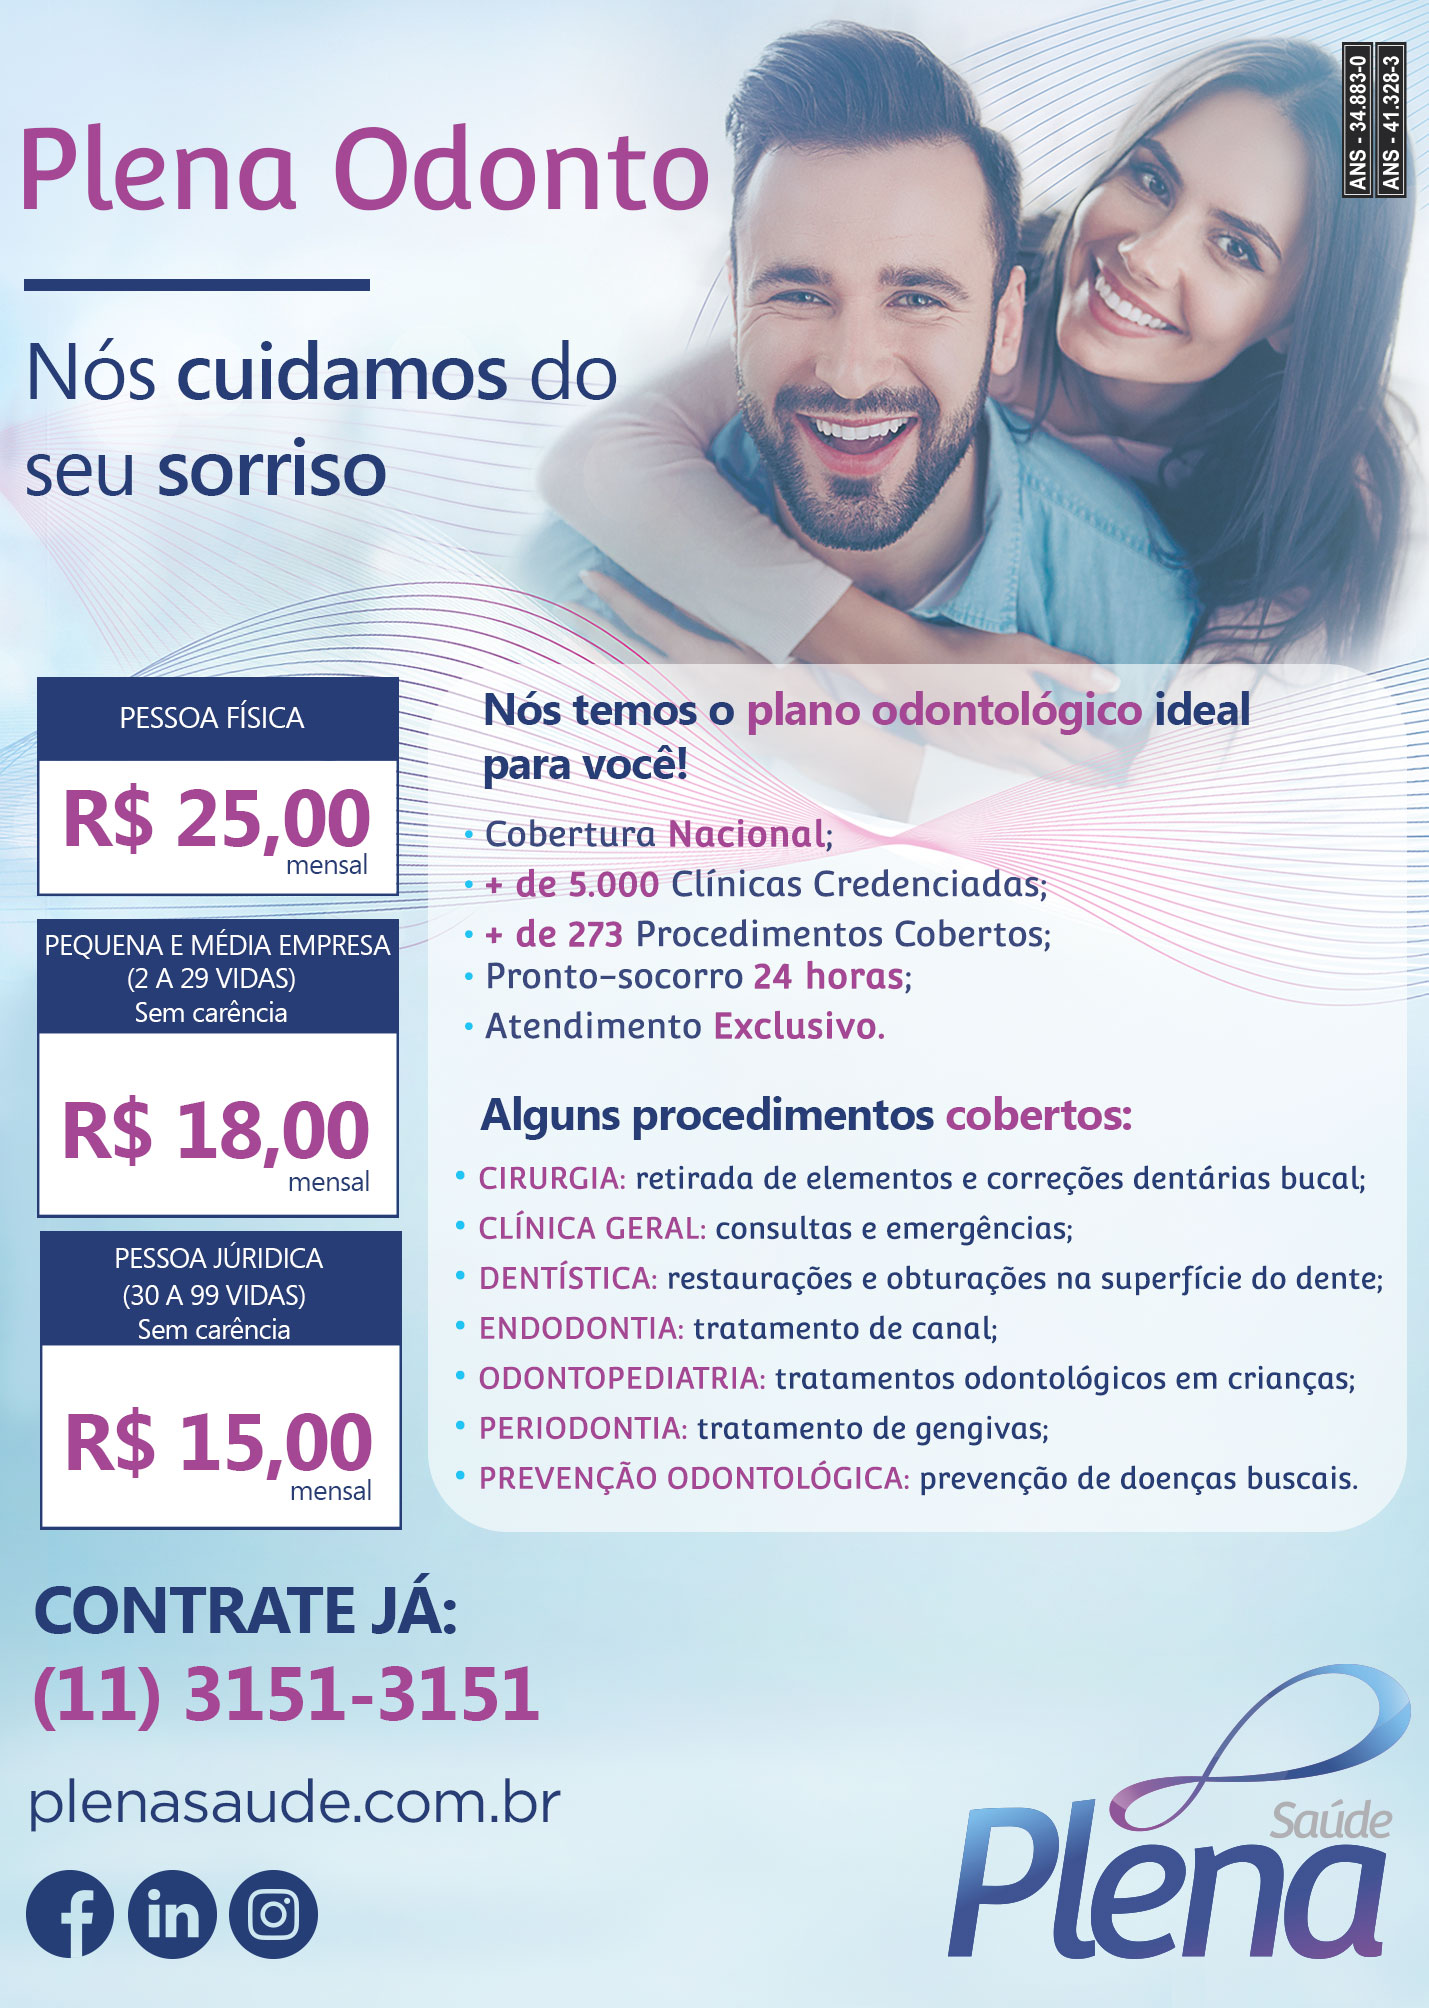 ANS - 34.883-0
ANS - 41.328-3
Plena Odonto
Nós cuidamos do
seu sorriso
PESSOA FÍSICA
R$ 25,00
mensal
PEQUENA E MÉDIA EMPRESA
(2 A 29 VIDAS)
Sem carência
R$ 18,00
mensal
PESSOA JÚRIDICA
(30 A 99 VIDAS)
Sem carência
R$ 15,00
mensal
Nós temos o plano odontológico ideal
para você!
• Cobertura Nacional;
• + de 5.000 Clínicas Credenciadas;
• + de 273 Procedimentos Cobertos;
• Pronto-socorro 24 horas;
• Atendimento Exclusivo.
Alguns procedimentos cobertos:
• CIRURGIA: retirada de elementos e correções dentárias bucal;
• CLÍNICA GERAL: consultas e emergências;
• DENTÍSTICA: restaurações e obturações na superfície do dente;
• ENDODONTIA: tratamento de canal;
• ODONTOPEDIATRIA: tratamentos odontológicos em crianças;
• PERIODONTIA: tratamento de gengivas;
• PREVENÇÃO ODONTOLÓGICA: prevenção de doenças buscais.
CONTRATE JÁ:
(11) 3151-3151
plenasaude.com.br
Saúde
Plena